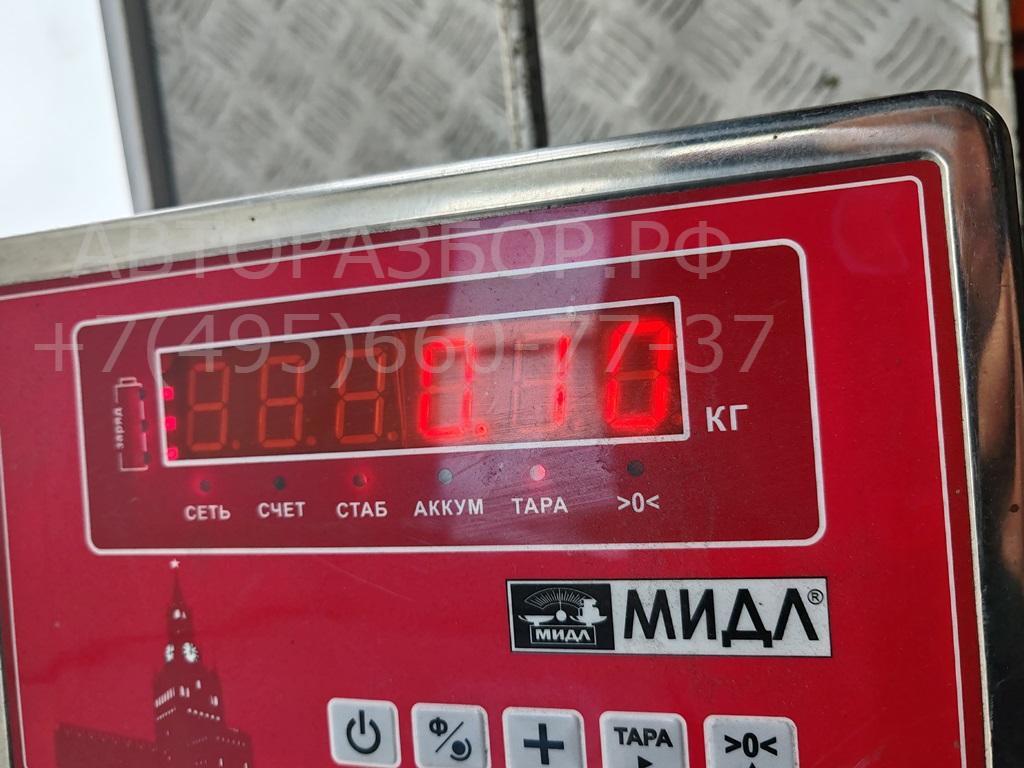 АВТОРАЗБОР.РФ
+7(495)660-77-37
заряд
0.70
КГ
СЕТЬ СЧЕТ СТАБ АККУМ ТАРА >0<
МИДЛ МИДЛ®
Ф
+
ТАРА
>0<